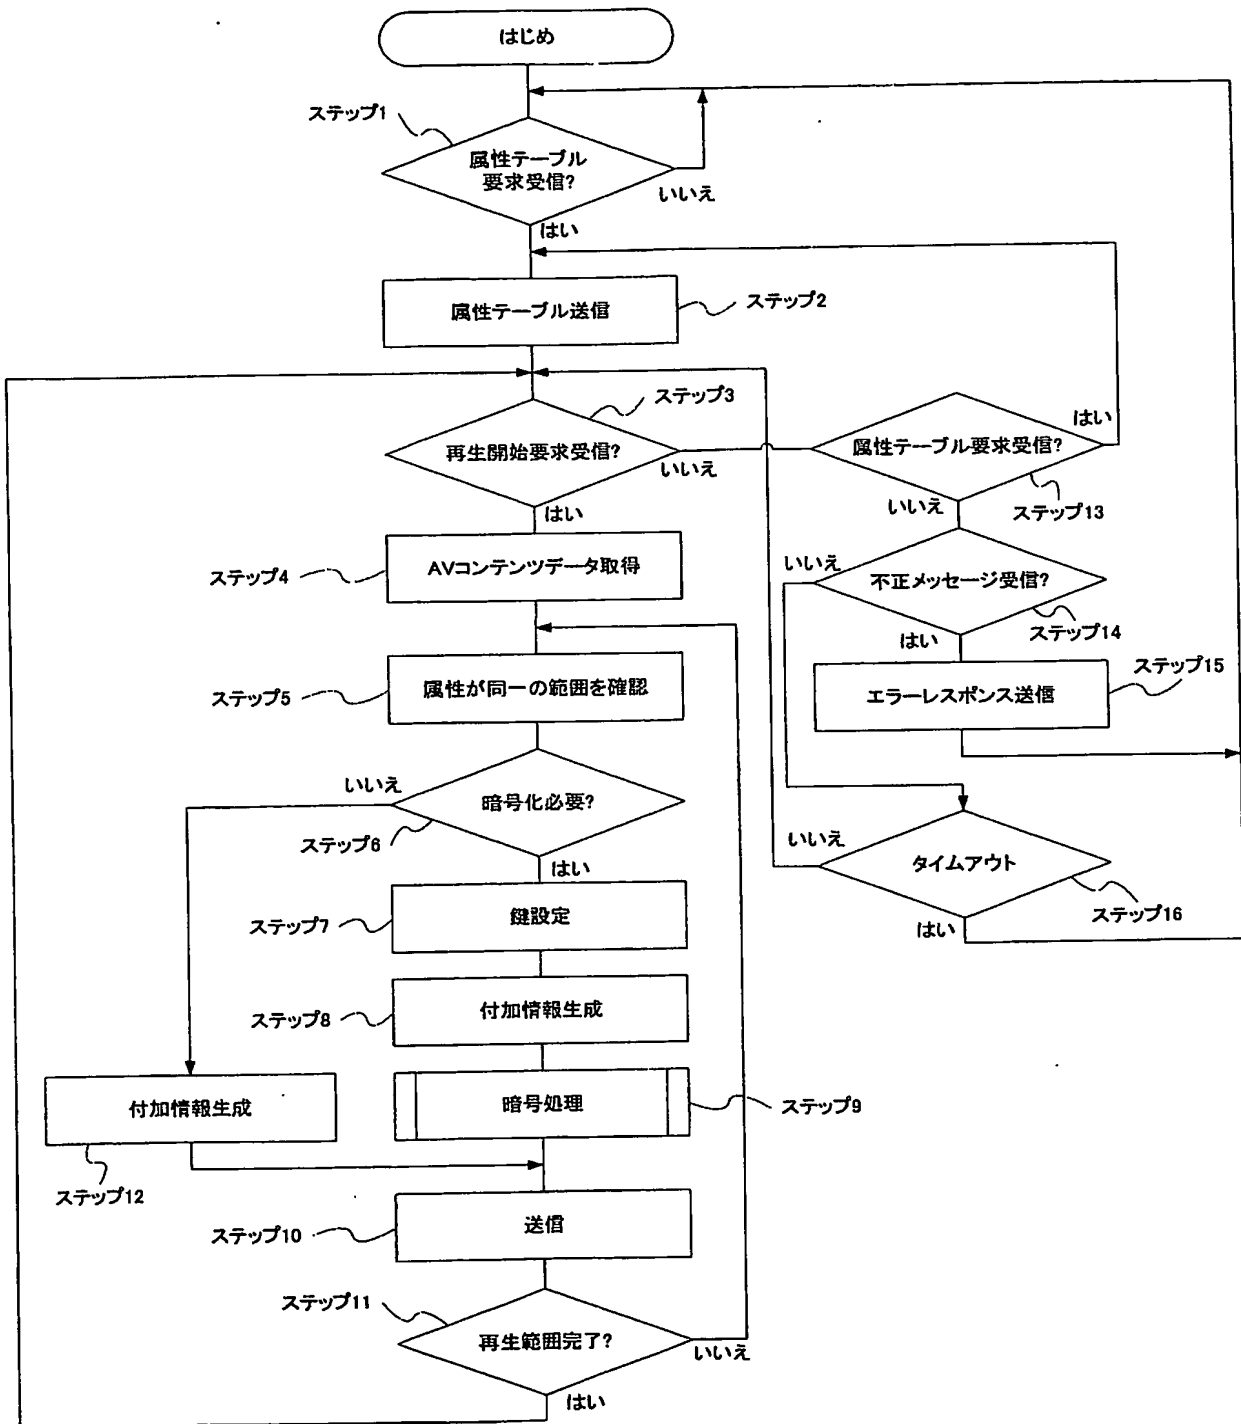 はじめ
ステップ1
属性テーブル
要求受信?
いいえ
はい
属性テーブル送信
ステップ2
ステップ3
再生開始要求受信?
いいえ
はい
属性テーブル要求受信?
はい
いいえ
ステップ13
ステップ4
AVコンテンツデータ取得
いいえ
不正メッセージ受信?
ステップ14
はい
ステップ15
エラーレスポンス送信
ステップ5
属性が同一の範囲を確認
いいえ
暗号化必要?
ステップ6
はい
いいえ
タイムアウト
ステップ16
はい
ステップ7
鍵設定
ステップ8
付加情報生成
付加情報生成
ステップ12
暗号処理
ステップ9
ステップ10
送信
ステップ11
再生範囲完了?
いいえ
はい